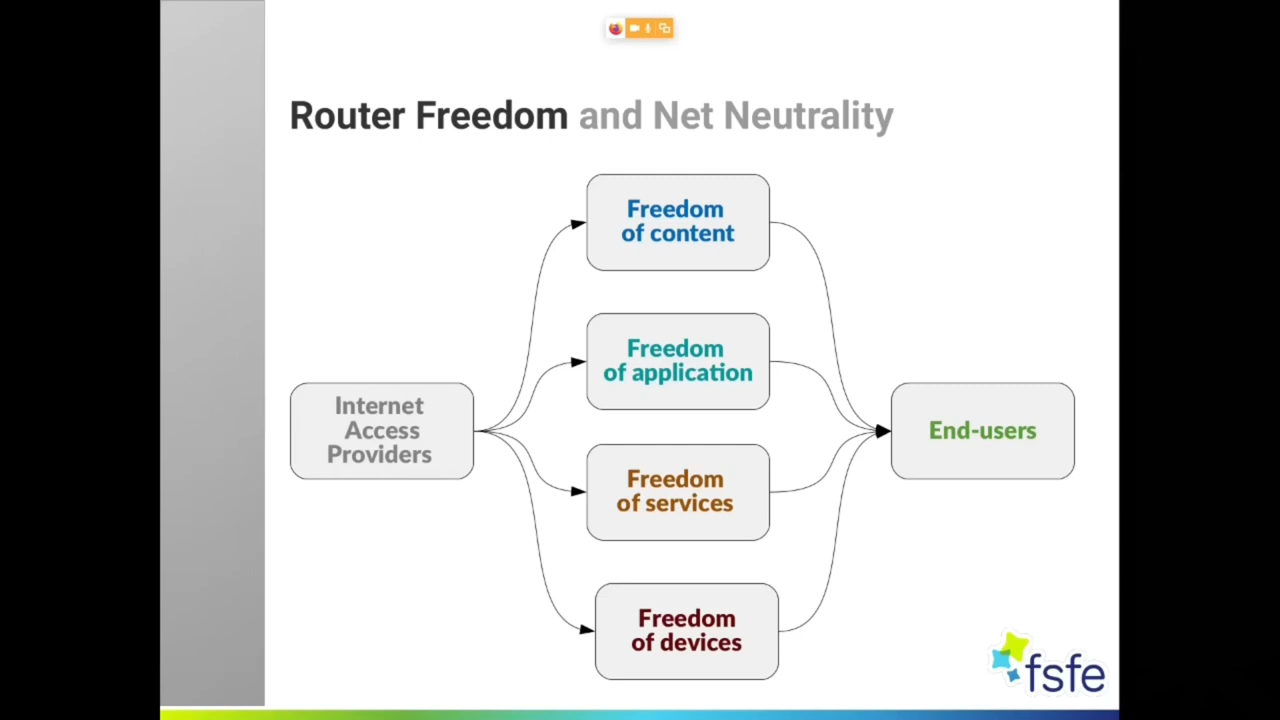 Router Freedom and Net Neutrality
Freedom
of content
Freedom
of application
Internet
Access
Providers
End-users
Freedom
of services
Freedom
of devices
fsfe